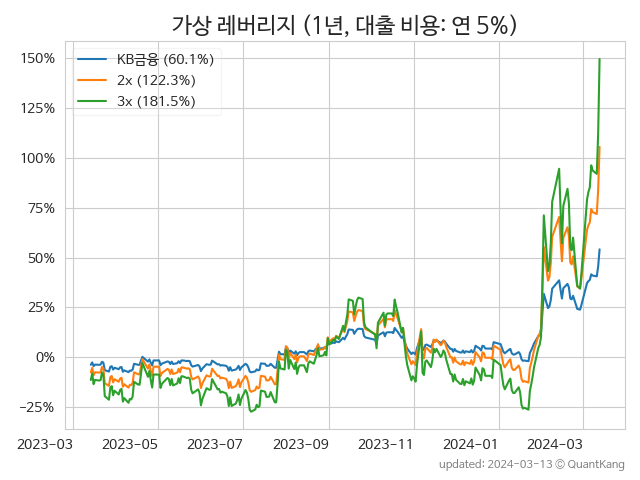 가상 레버리지 (1년, 대출 비용: 연 5%)
KB금융 (60.1%)
2x (122.3%)
3x (181.5%)
150%
125%
100%
75%
50%
25%
0%
−25%
2023-03 2023-05 2023-07 2023-09 2023-11 2024-01 2024-03
updated: 2024-03-13 © QuantKang